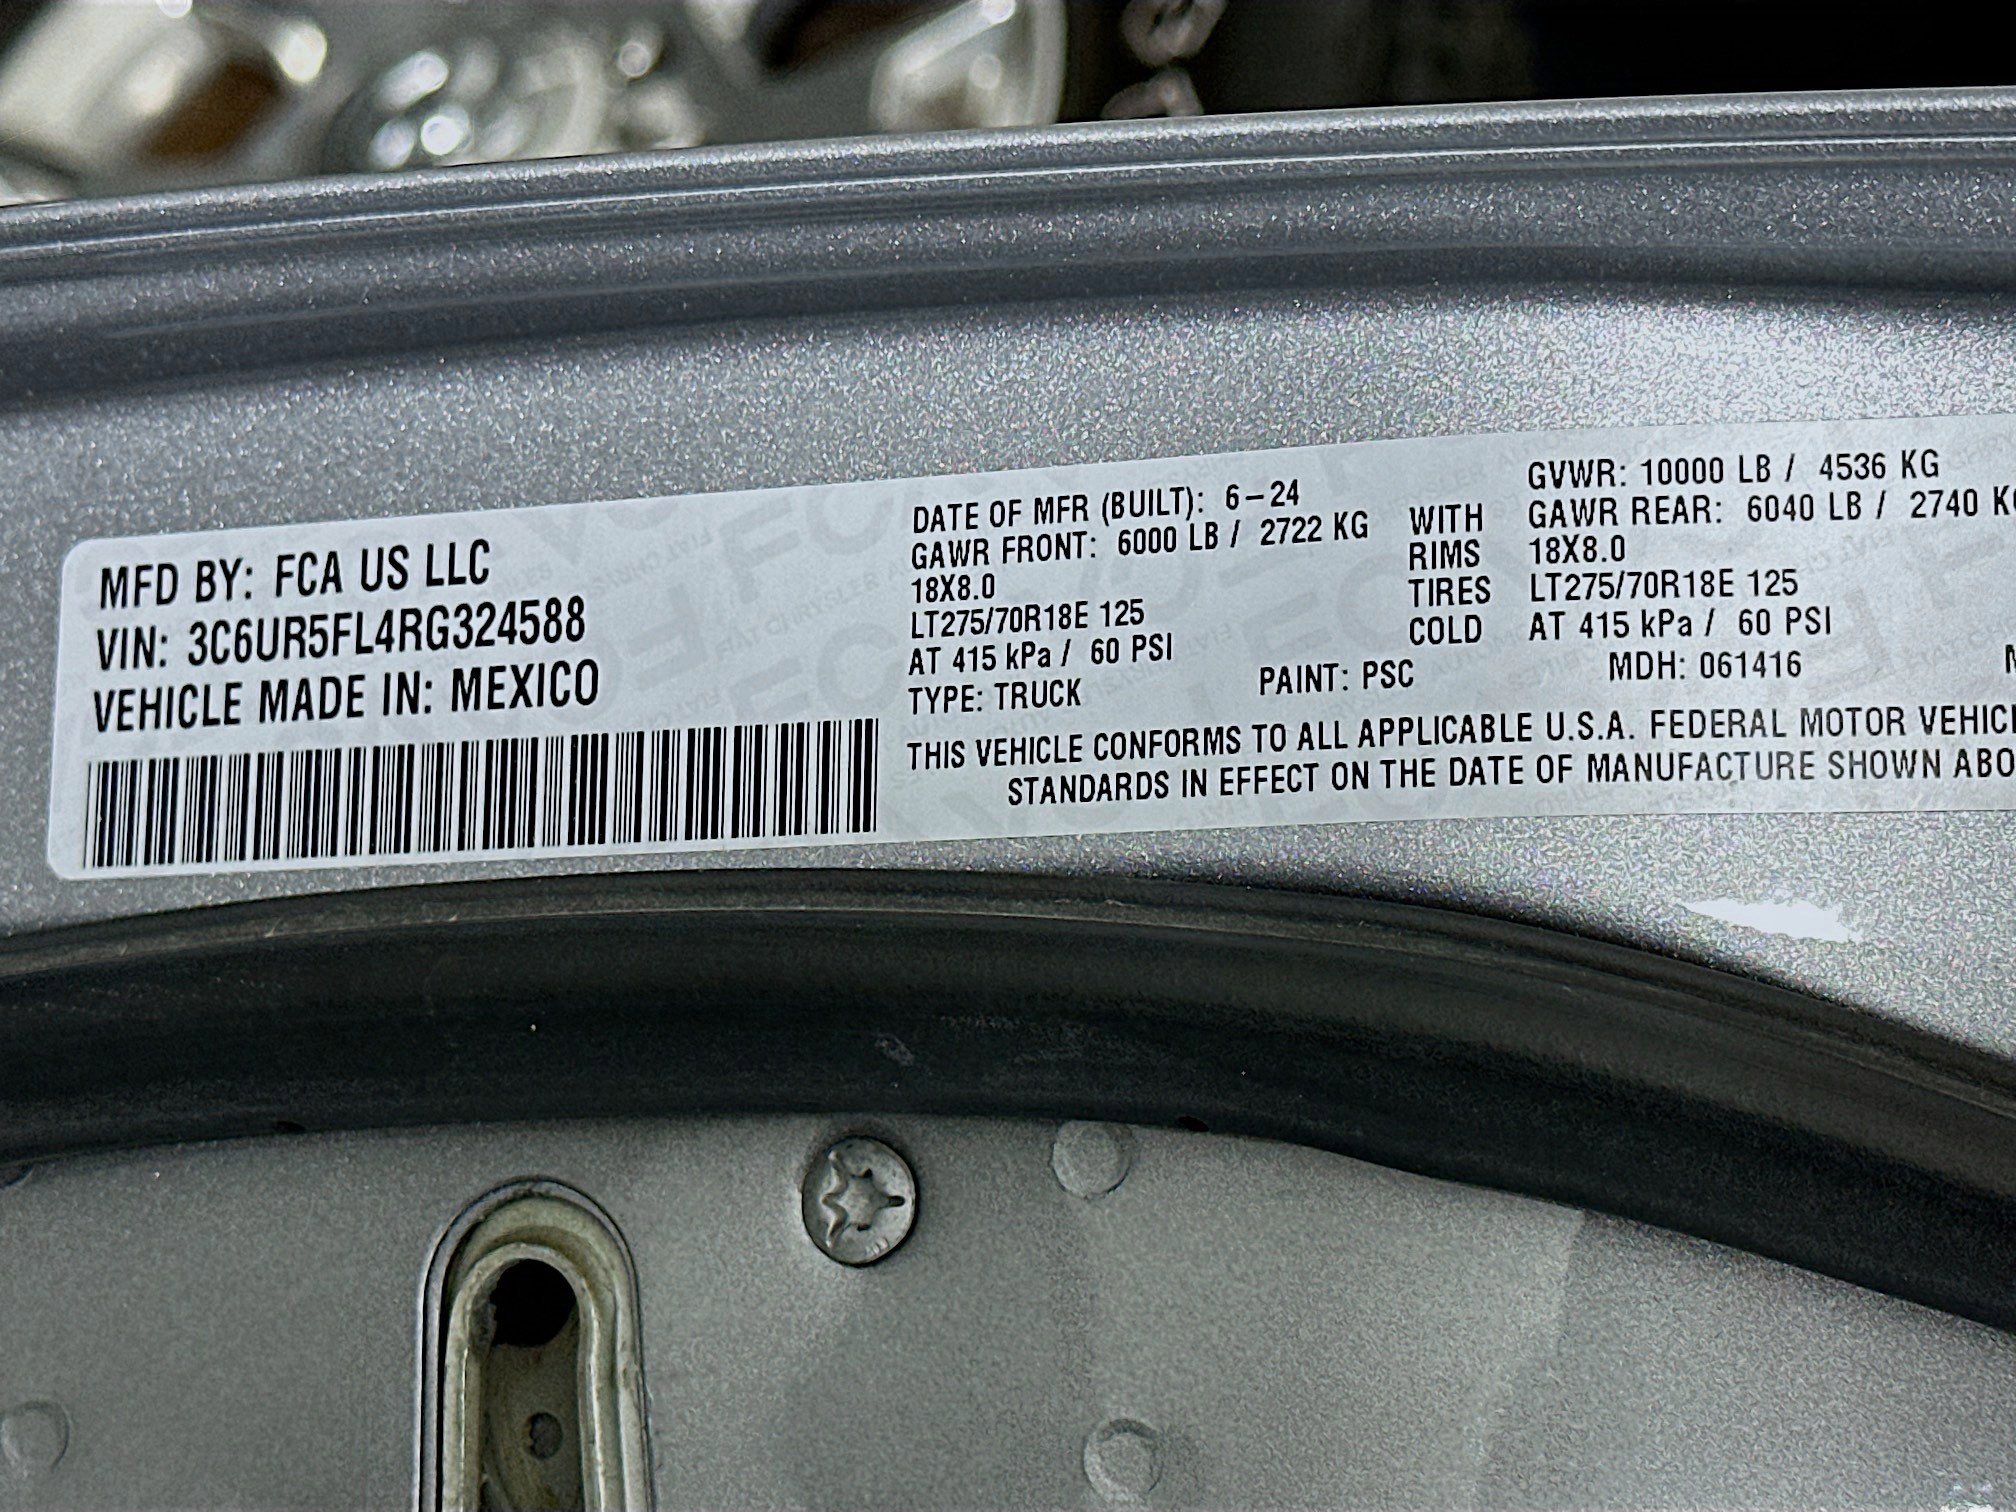 MFD BY: FCA US LLC
VIN: 3C6UR5FL4RG324588
VEHICLE MADE IN: MEXICO
DATE OF MFR (BUILT): 6-24 GVWR: 10000 LB / 4536 KG
GAWR FRONT: 6000 LB / 2722 KG WITH GAWR REAR: 6040 LB / 2740 K
18X8.0 RIMS 18X8.0
LT275/70R18E 125 TIRES LT275/70R18E 125
AT 415 kPa / 60 PSI COLD AT 415 kPa / 60 PSI
TYPE: TRUCK PAINT: PSC MDH: 061416
THIS VEHICLE CONFORMS TO ALL APPLICABLE U.S.A. FEDERAL MOTOR VEHIC
STANDARDS IN EFFECT ON THE DATE OF MANUFACTURE SHOWN ABO